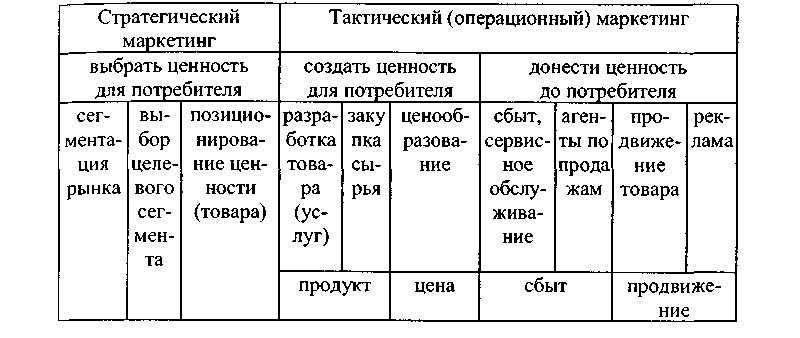 Стратегический
маркетинг
Тактический (операционный) маркетинг
выбрать ценность
для потребителя
создать ценность
для потребителя
донести ценность
до потребителя
сег-
мента-
ция
рынка
вы-
бор
целе-
вого
сег-
мен-
та
позицио-
нирова-
ние цен-
ности
(товара)
разра-
ботка
това-
ра
(ус-
луг)
заку
пка
сы-
рья
ценооб-
разова-
ние
сбыт,
сервис-
ное
обслу-
жива-
ние
аген-
ты по
прода
жам
про-
движе-
ние
товара
рек-
лама
продукт
цена
сбыт
продвиже-
ние